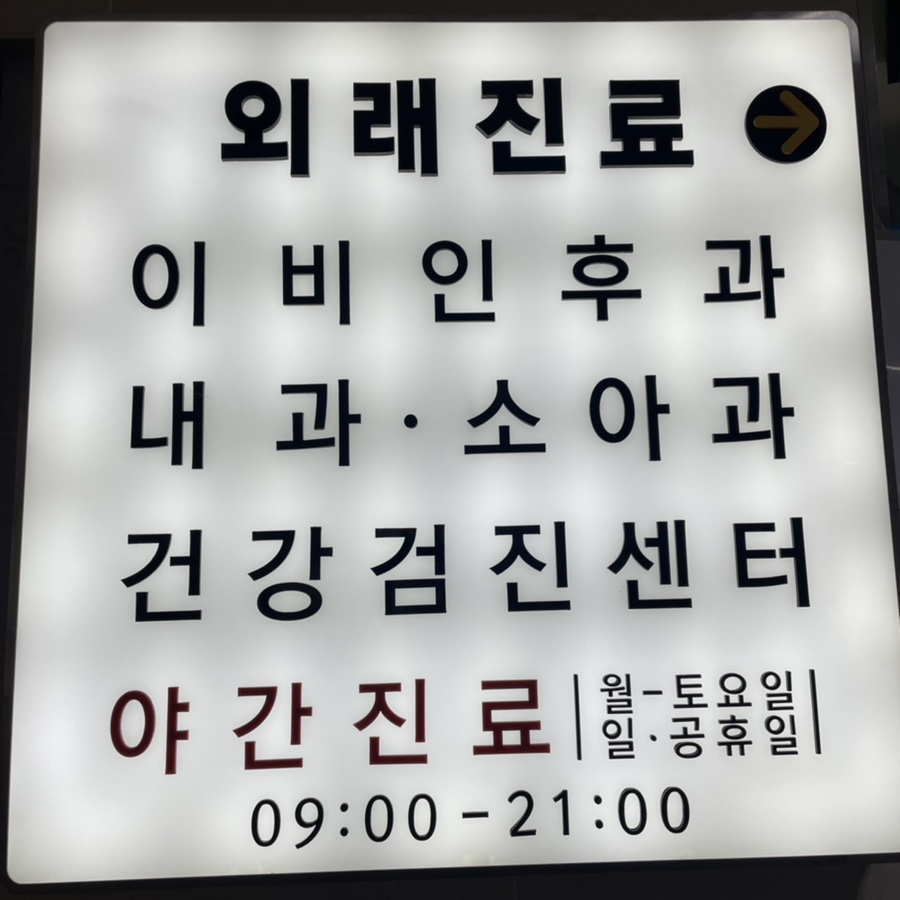 외래진료
이비인후과
내과·소아과
건강검진센터
야간진료
월-토요일
일·공휴일
09:00-21:00